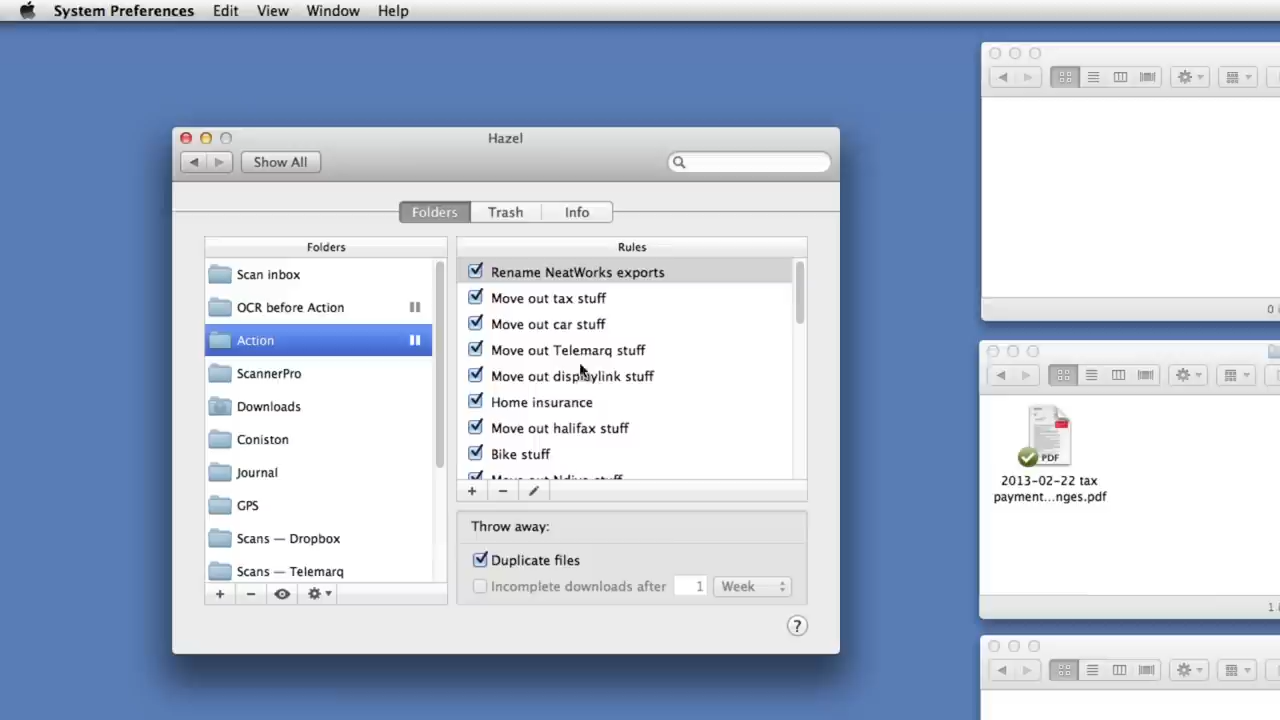 System Preferences Edit View Window Help
Hazel
Show All
Folders Trash Info
Folders
Scan inbox
OCR before Action
Action
ScannerPro
Downloads
Coniston
Journal
GPS
Scans — Dropbox
Scans — Telemarq
Rules
Rename NeatWorks exports
Move out tax stuff
Move out car stuff
Move out Telemarq stuff
Move out displaylink stuff
Home insurance
Move out halifax stuff
Bike stuff
Throw away:
Duplicate files
Incomplete downloads after 1 Week
?
0
PDF
2013-02-22 tax
payment...nges.pdf
1